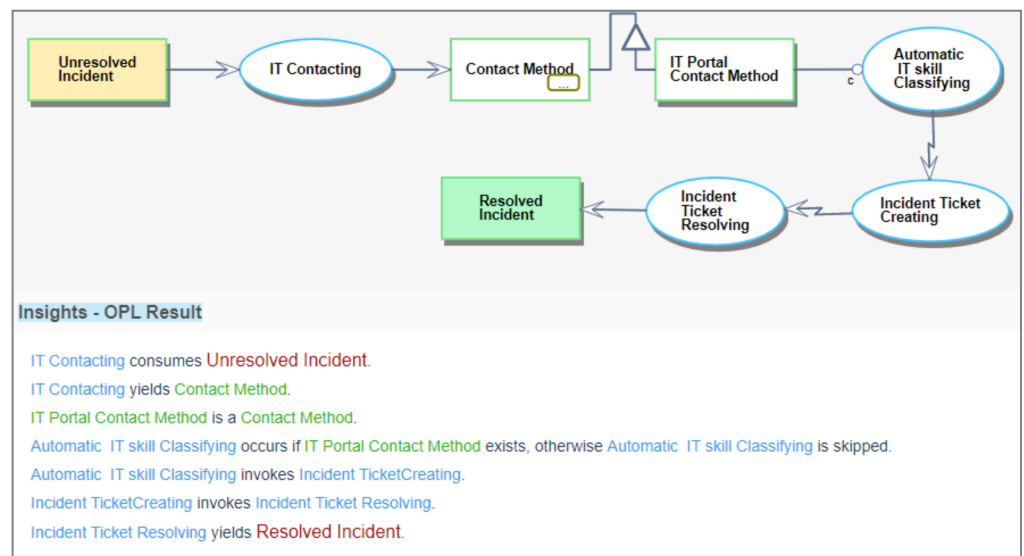 Unresolved
Incident
IT Contacting
Contact Method
...
IT Portal
Contact Method
c
Automatic
IT skill
Classifying
Resolved
Incident
Incident
Ticket
Resolving
Incident Ticket
Creating
Insights - OPL Result
IT Contacting consumes Unresolved Incident.
IT Contacting yields Contact Method.
IT Portal Contact Method is a Contact Method.
Automatic IT skill Classifying occurs if IT Portal Contact Method exists, otherwise Automatic IT skill Classifying is skipped.
Automatic IT skill Classifying invokes Incident TicketCreating.
Incident TicketCreating invokes Incident Ticket Resolving.
Incident Ticket Resolving yields Resolved Incident.